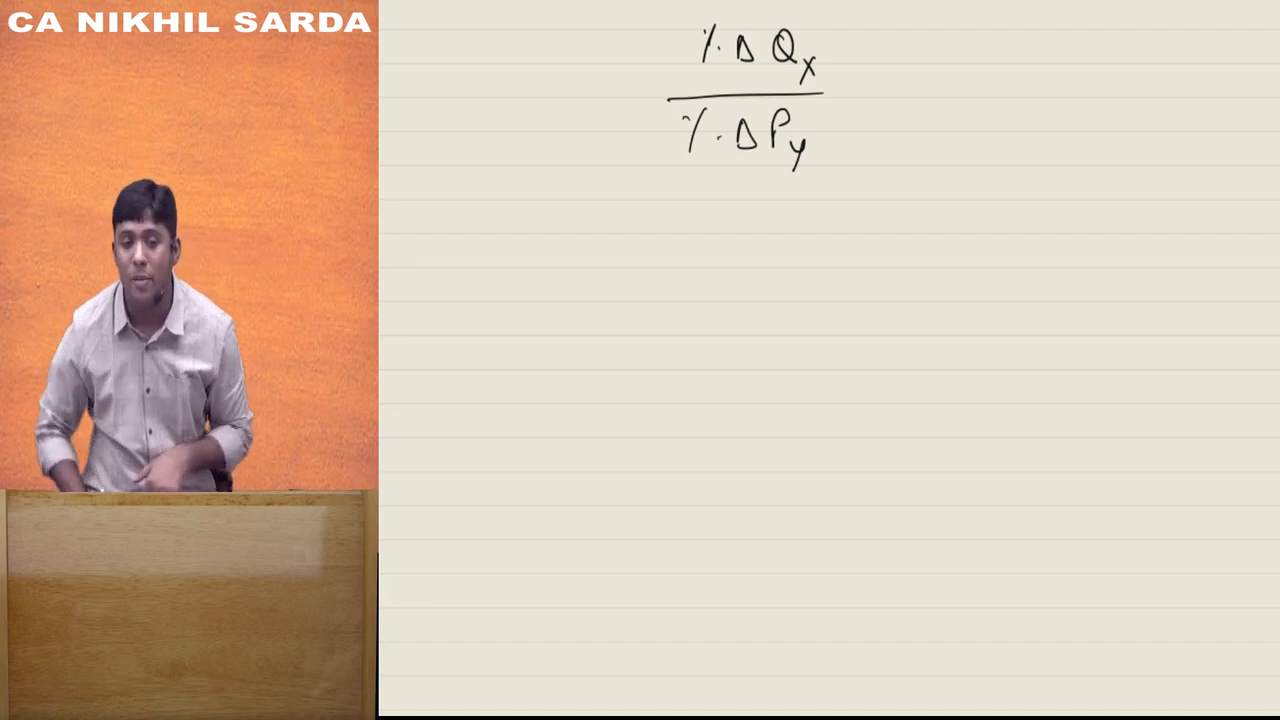 CA NIKHIL SARDA
% Δ Qx
% Δ Py